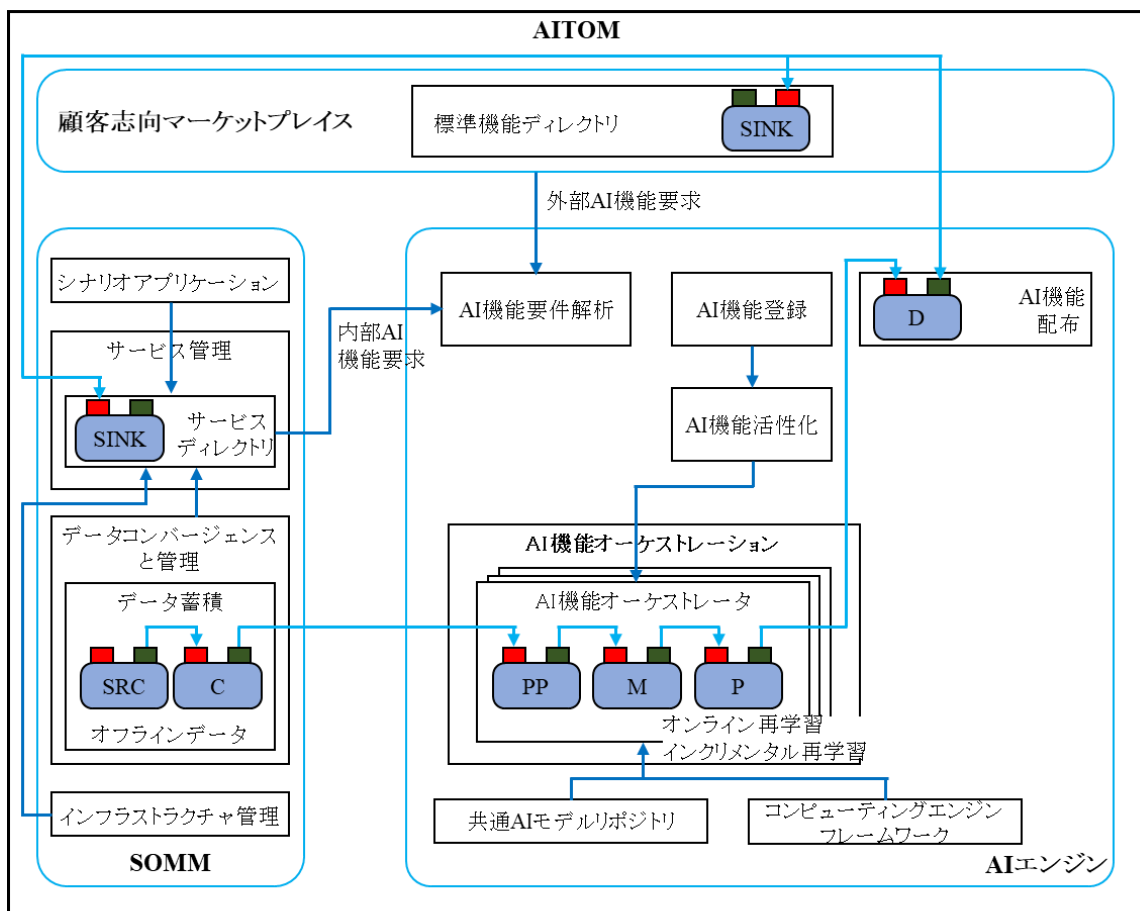 AITOM
顧客志向マーケットプレイス
標準機能ディレクトリ
SINK
外部AI機能要求
シナリオアプリケーション
サービス管理
SINK
サービス
ディレクトリ
内部AI
機能要求
データコンバージェンス
と管理
データ蓄積
SRC
C
オフラインデータ
インフラストラクチャ管理
SOMM
AI機能要件解析
AI機能登録
D
AI機能
配布
AI機能活性化
AI機能オーケストレーション
AI機能オーケストレータ
PP
M
P
オンライン再学習
インクリメンタル再学習
共通AIモデルリポジトリ
コンピューティングエンジン
フレームワーク
AIエンジン